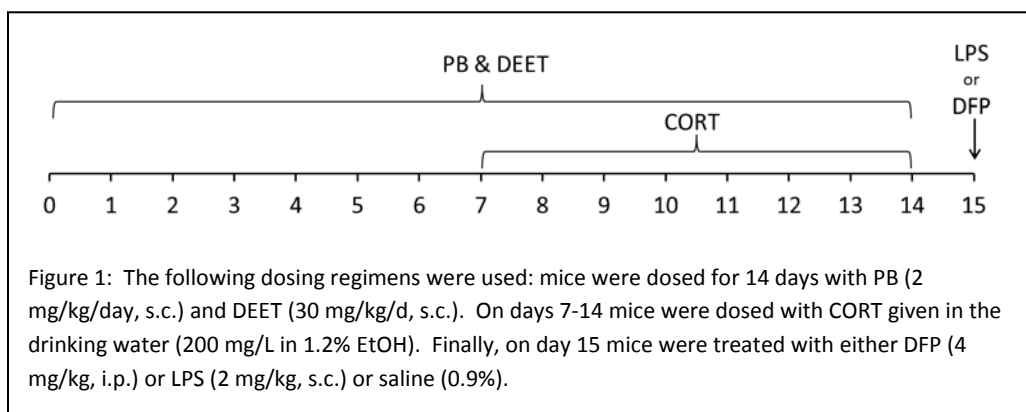 PB & DEET
LPS
or
DFP
CORT
0 1 2 3 4 5 6 7 8 9 10 11 12 13 14 15
Figure 1:  The following dosing regimens were used: mice were dosed for 14 days with PB (2
mg/kg/day, s.c.) and DEET (30 mg/kg/d, s.c.).  On days 7-14 mice were dosed with CORT given in the
drinking water (200 mg/L in 1.2% EtOH).  Finally, on day 15 mice were treated with either DFP (4
mg/kg, i.p.) or LPS (2 mg/kg, s.c.) or saline (0.9%).